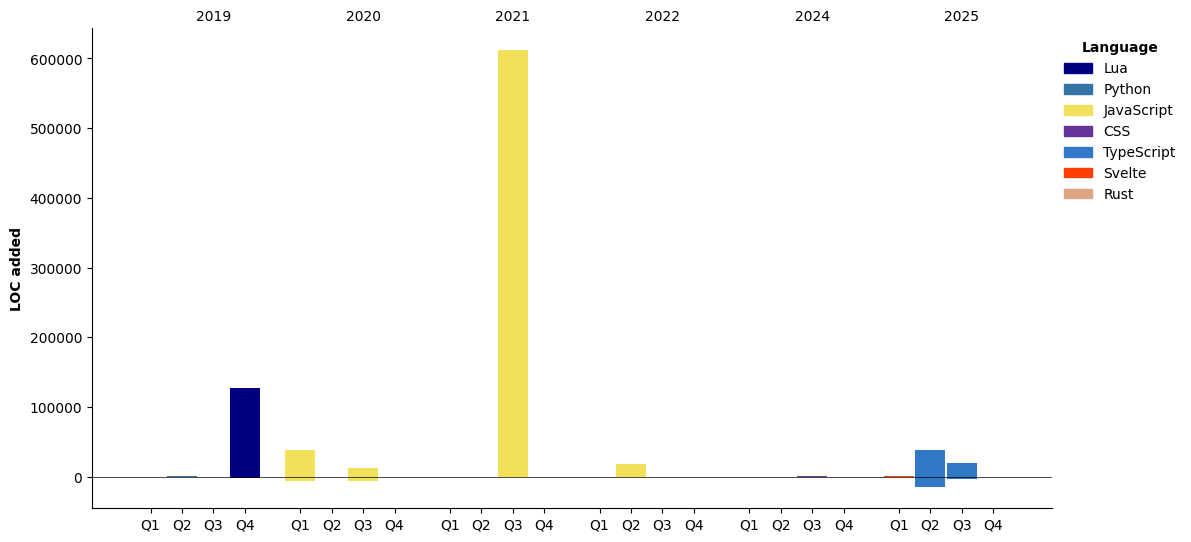 2019 2020 2021 2022 2024 2025
Language
Lua
Python
JavaScript
CSS
TypeScript
Svelte
Rust
LOC added
600000
500000
400000
300000
200000
100000
0
Q1 Q2 Q3 Q4 Q1 Q2 Q3 Q4 Q1 Q2 Q3 Q4 Q1 Q2 Q3 Q4 Q1 Q2 Q3 Q4 Q1 Q2 Q3 Q4